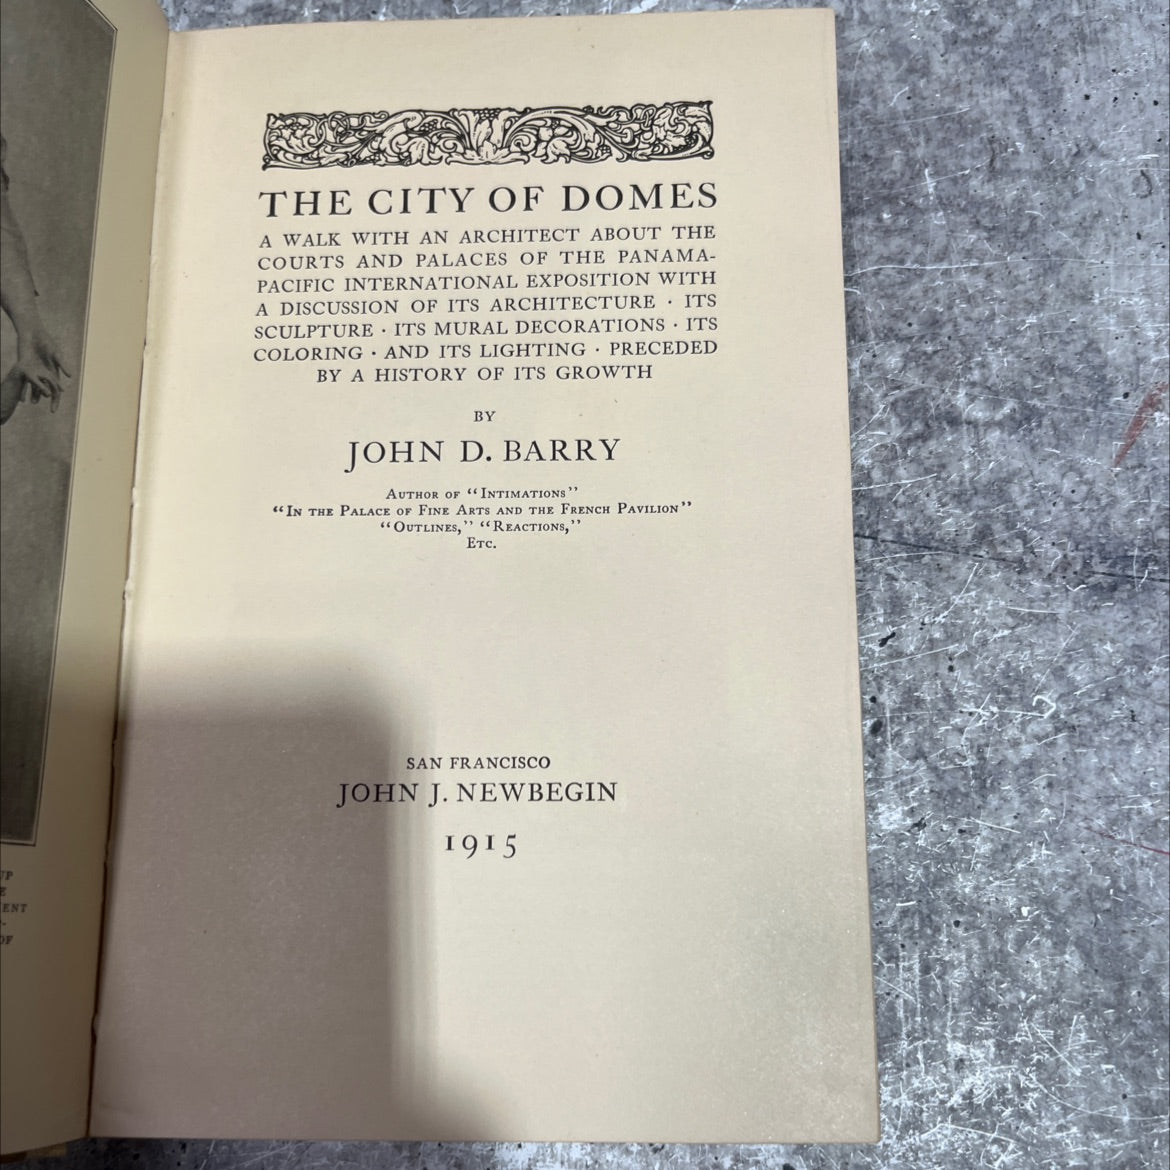 THE CITY OF DOMES
A WALK WITH AN ARCHITECT ABOUT THE
COURTS AND PALACES OF THE PANAMA-
PACIFIC INTERNATIONAL EXPOSITION WITH
A DISCUSSION OF ITS ARCHITECTURE · ITS
SCULPTURE · ITS MURAL DECORATIONS · ITS
COLORING · AND ITS LIGHTING · PRECEDED
BY A HISTORY OF ITS GROWTH
BY
JOHN D. BARRY
AUTHOR OF “INTIMATIONS”
“IN THE PALACE OF FINE ARTS AND THE FRENCH PAVILION”
“OUTLINES,” “REACTIONS,”
ETC.
SAN FRANCISCO
JOHN J. NEWBEGIN
1915